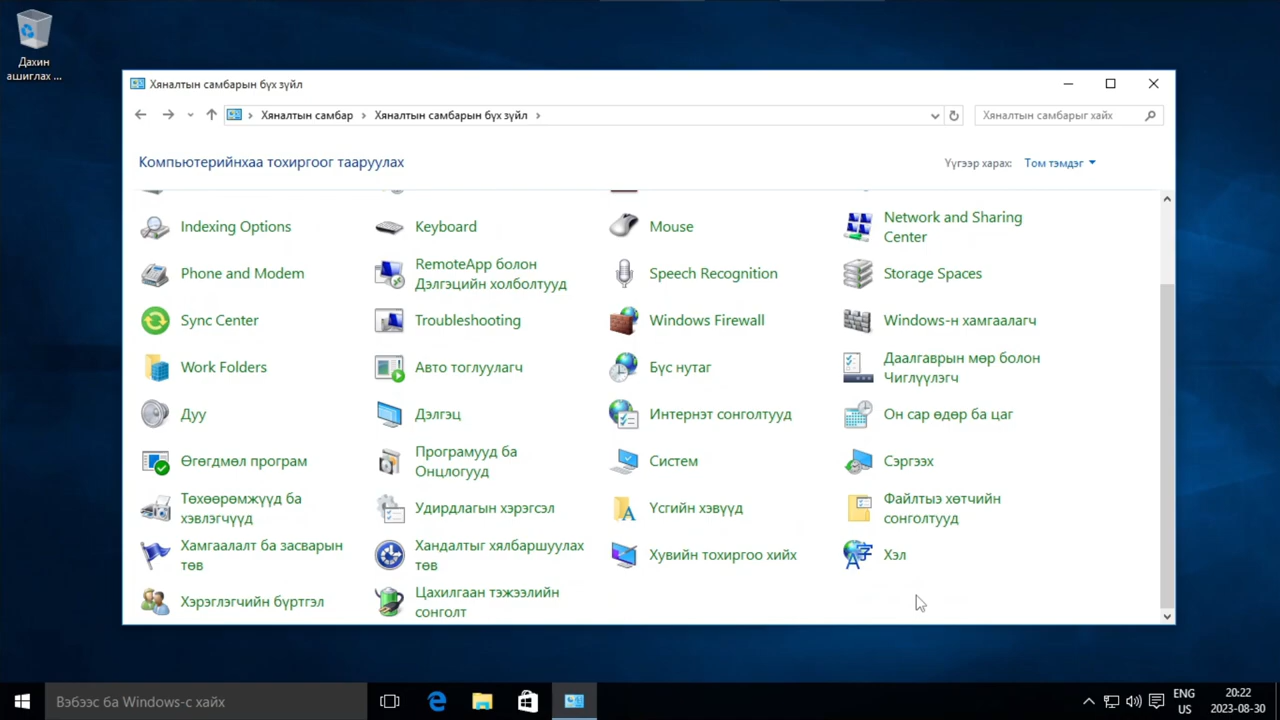 Дахин
ашиглах ...
Хяналтын самбарын бүх зүйл
Хяналтын самбар
Хяналтын самбарын бүх зүйл
Хяналтын самбарыг хайх
Компьютерийнхаа тохиргоог тааруулах
Үүгээр харах:
Том тэмдэг
Indexing Options
Keyboard
Mouse
Network and Sharing
Center
Phone and Modem
RemoteApp болон
Дэлгэцийн холболтууд
Speech Recognition
Storage Spaces
Sync Center
Troubleshooting
Windows Firewall
Windows-н хамгаалагч
Work Folders
Авто тоглуулагч
Бүс нутаг
Даалгаврын мөр болон
Чиглүүлэгч
Дуу
Дэлгэц
Интернэт сонголтууд
Он сар өдөр ба цаг
Өгөгдмөл програм
Програмууд ба
Онцлогууд
Систем
Сэргээх
Төхөөрөмжүүд ба
хэвлэгчүүд
Удирдлагын хэрэгсэл
Үсгийн хэвүүд
Файлтыэ хөтчийн
сонголтууд
Хамгаалалт ба засварын
төв
Хандалтыг хялбаршуулах
төв
Хувийн тохиргоо хийх
Хэл
Хэрэглэгчийн бүртгэл
Цахилгаан тэжээлийн
сонголт
Вэбээс ба Windows-с хайх
ENG
US
20:22
2023-08-30